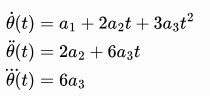 θ̇(t) = a₁ + 2a₂t + 3a₃t²
θ̈(t) = 2a₂ + 6a₃t
θ⃛(t) = 6a₃